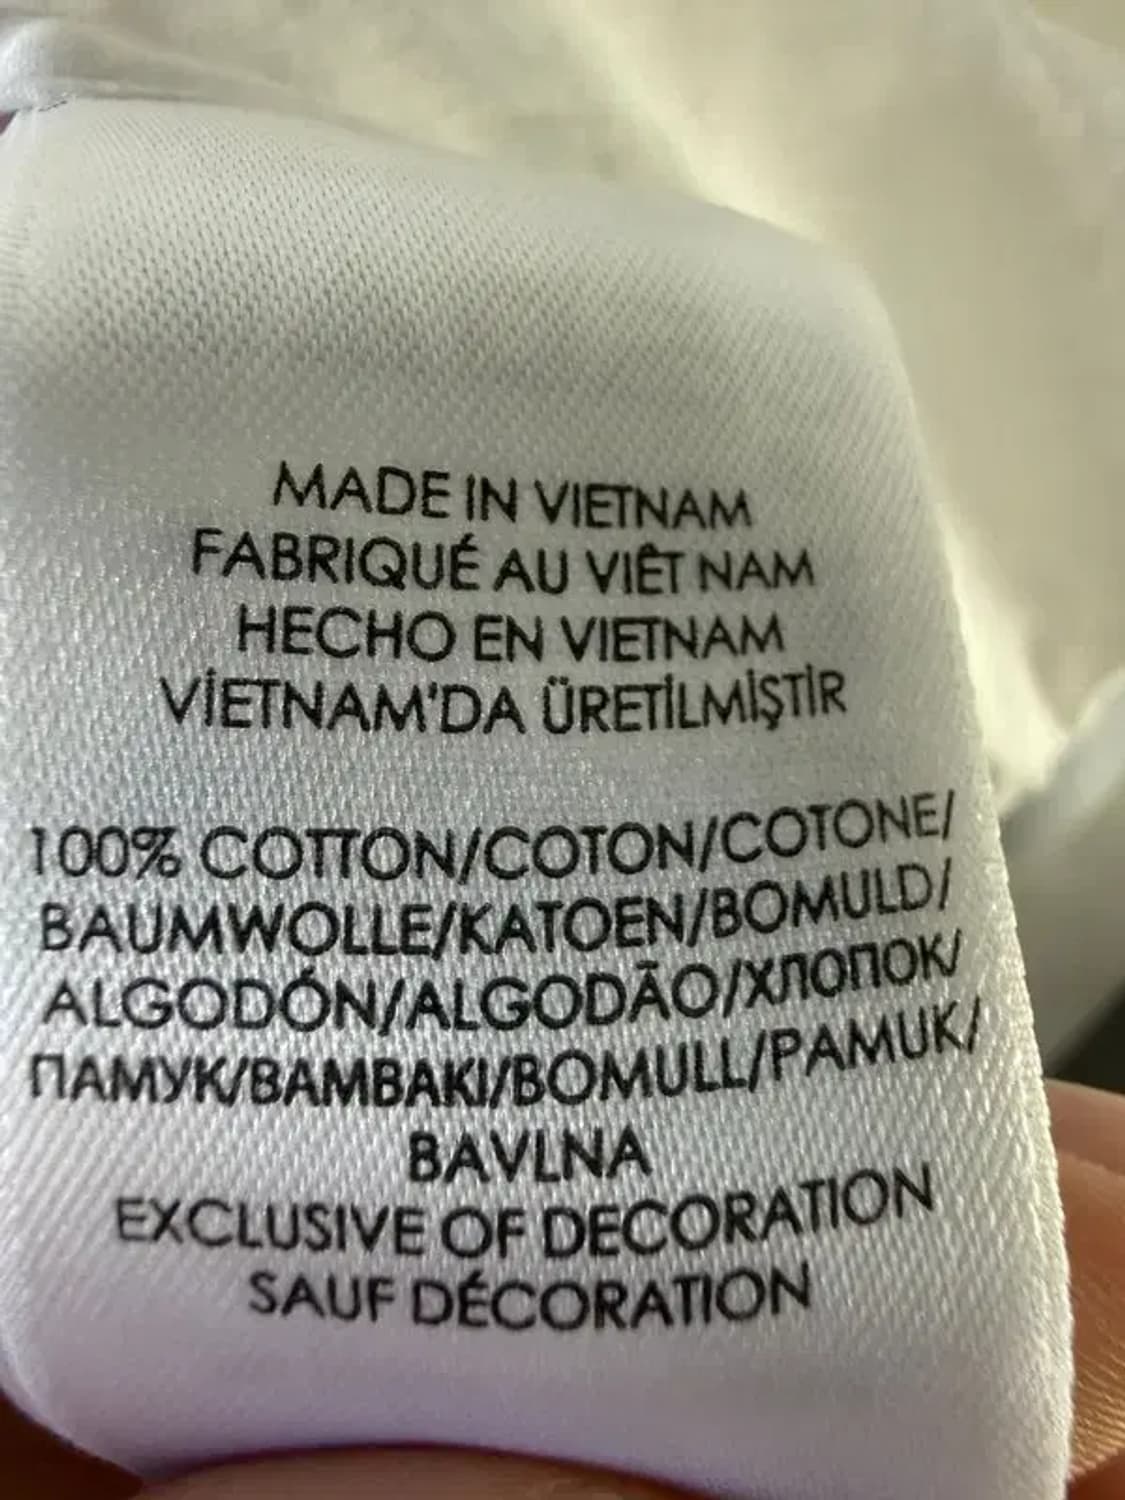 MADE IN VIETNAM
FABRIQUÉ AU VIÊT NAM
HECHO EN VIETNAM
VİETNAM'DA ÜRETİLMİŞTİR
100% COTTON/COTON/COTONE/
BAUMWOLLE/KATOEN/BOMULD/
ALGODÓN/ALGODÃO/ХЛОПОК/
ПАМУК/ΒΑΜΒΑΚΙ/BOMULL/PAMUK/
BAVLNA
EXCLUSIVE OF DECORATION
SAUF DÉCORATION